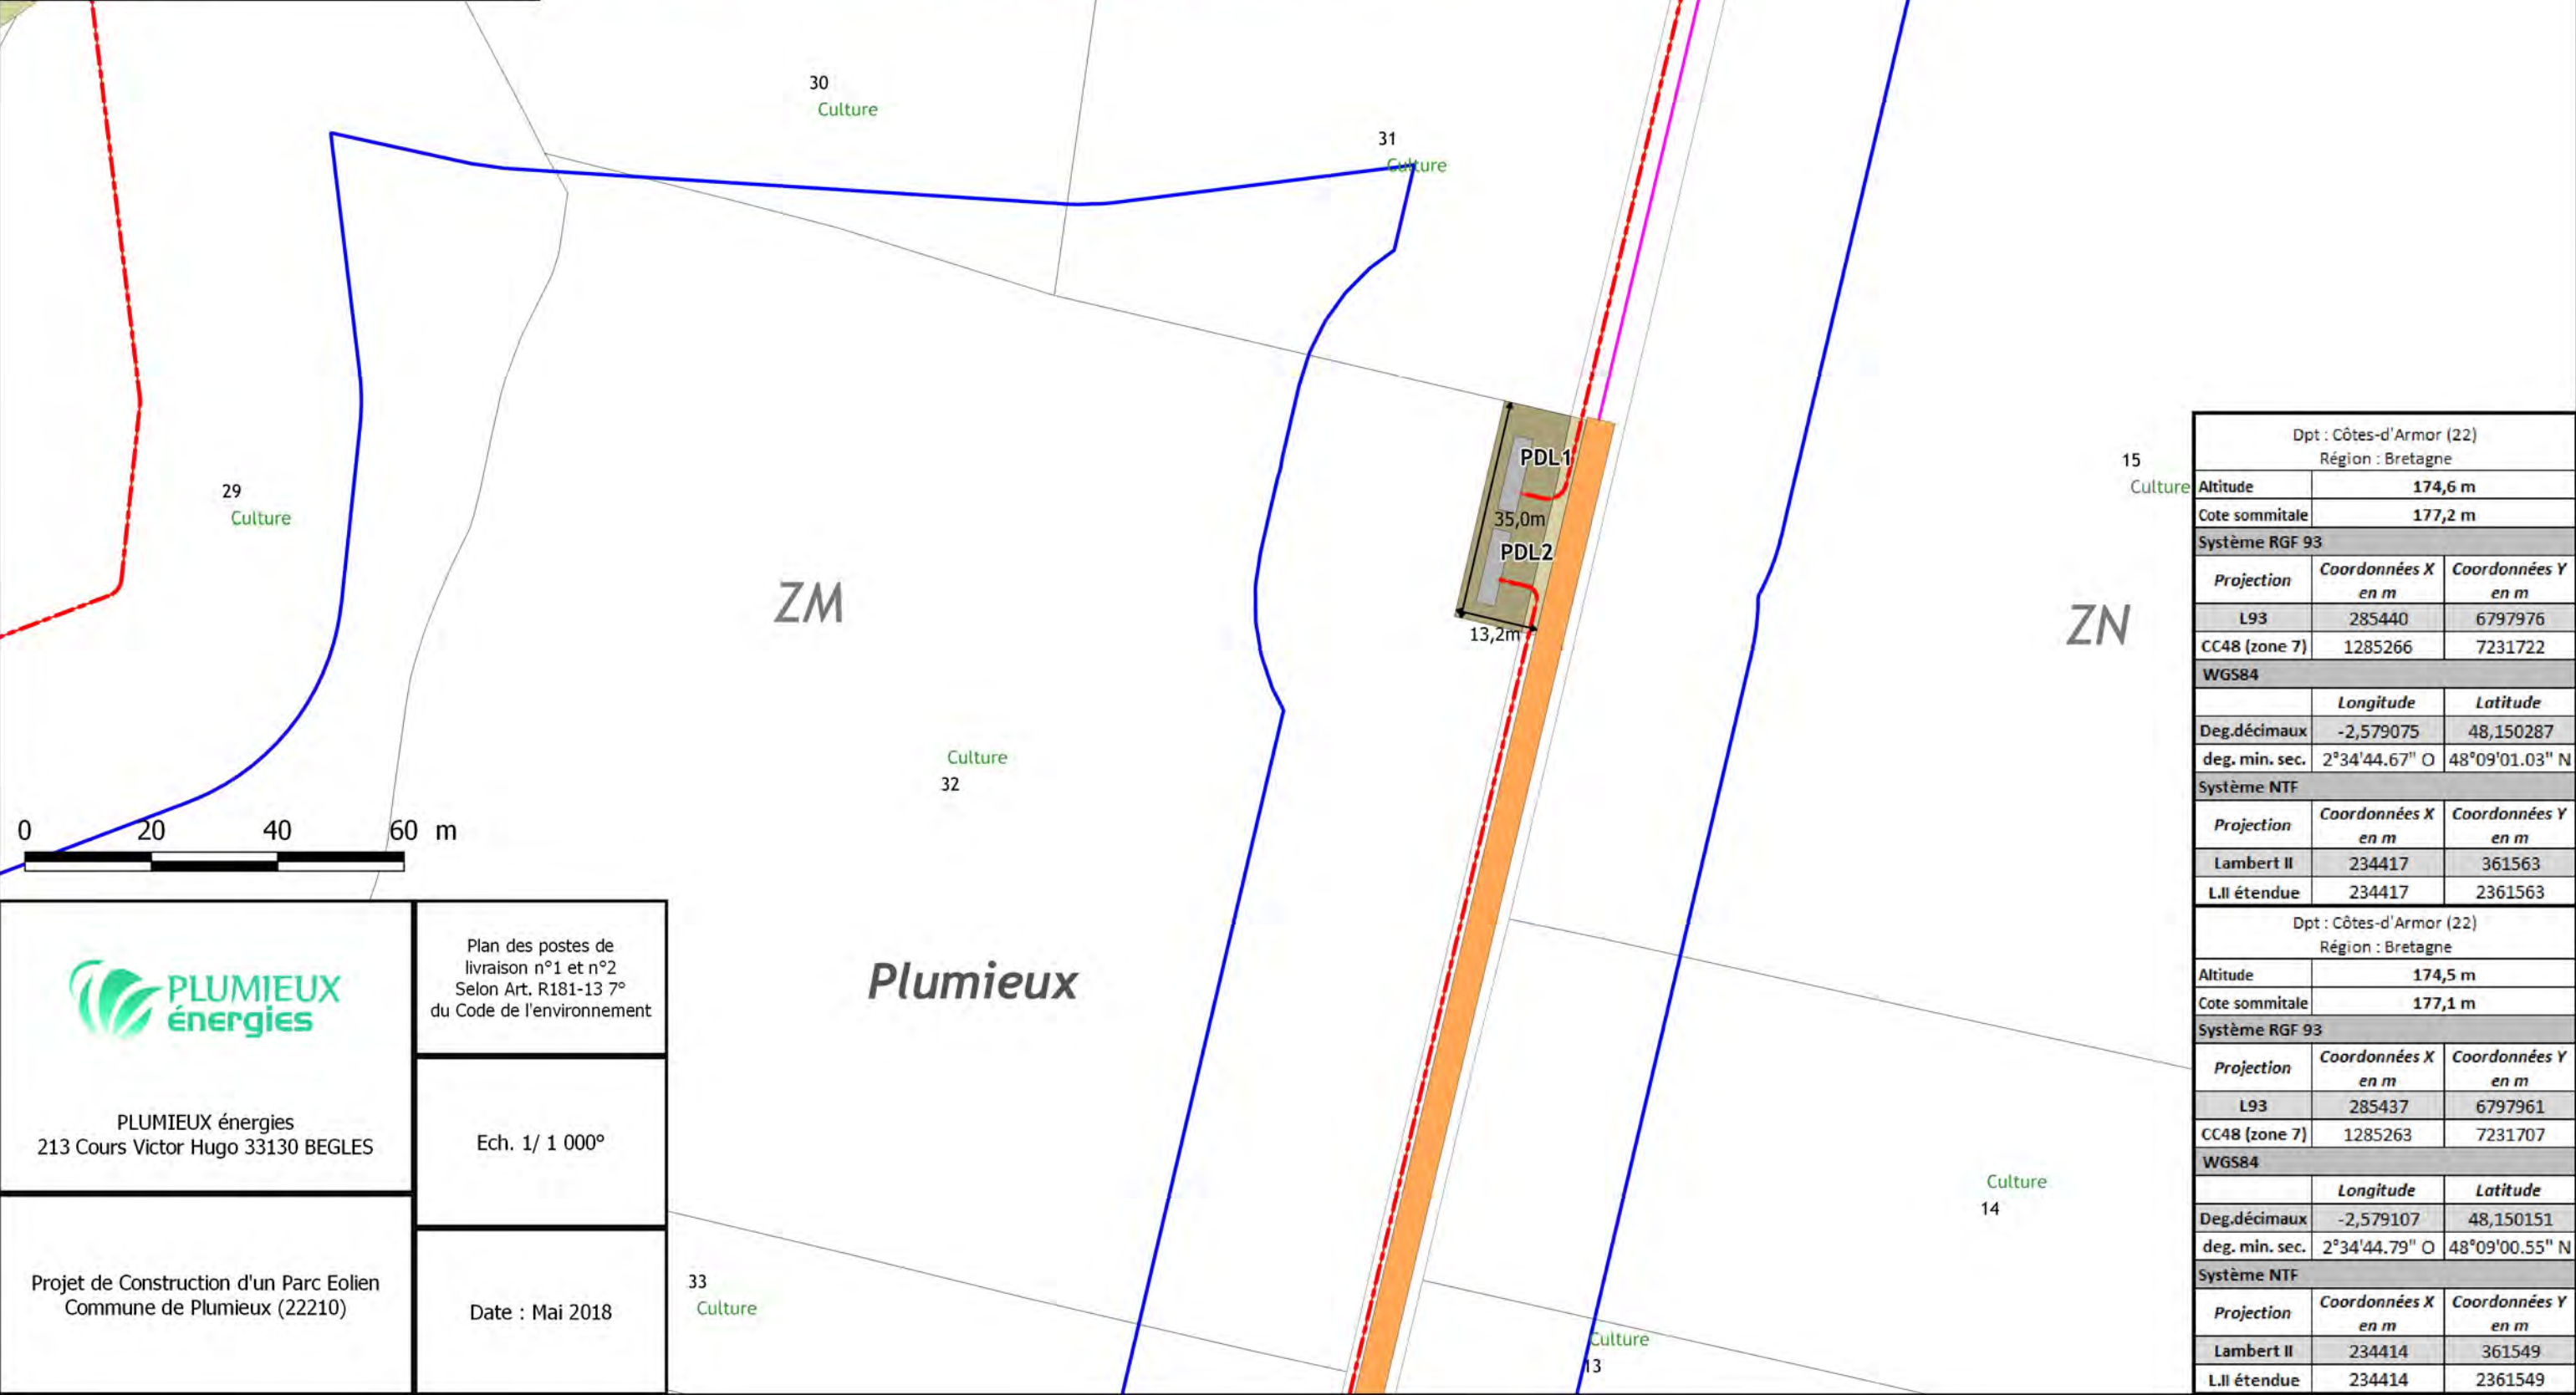 30
Culture
31
Culture
29
Culture
PDL1
35,0m
PDL2
13,2m
ZM
ZN
15
Culture
Culture
32
0 20 40 60 m
Plumieux
33
Culture
Culture
14
Culture
13
PLUMIEUX
énergies
PLUMIEUX énergies
213 Cours Victor Hugo 33130 BEGLES
Projet de Construction d'un Parc Eolien
Commune de Plumieux (22210)
Plan des postes de
livraison n°1 et n°2
Selon Art. R181-13 7°
du Code de l'environnement
Ech. 1/ 1 000°
Date : Mai 2018
Dpt : Côtes-d'Armor (22)
Région : Bretagne
Altitude 174,6 m
Cote sommitale 177,2 m
Système RGF 93
Projection Coordonnées X en m Coordonnées Y en m
L93 285440 6797976
CC48 (zone 7) 1285266 7231722
WGS84
Longitude Latitude
Deg.décimaux -2,579075 48,150287
deg. min. sec. 2°34'44.67" O 48°09'01.03" N
Système NTF
Projection Coordonnées X en m Coordonnées Y en m
Lambert II 234417 361563
L.II étendue 234417 2361563
Dpt : Côtes-d'Armor (22)
Région : Bretagne
Altitude 174,5 m
Cote sommitale 177,1 m
Système RGF 93
Projection Coordonnées X en m Coordonnées Y en m
L93 285437 6797961
CC48 (zone 7) 1285263 7231707
WGS84
Longitude Latitude
Deg.décimaux -2,579107 48,150151
deg. min. sec. 2°34'44.79" O 48°09'00.55" N
Système NTF
Projection Coordonnées X en m Coordonnées Y en m
Lambert II 234414 361549
L.II étendue 234414 2361549